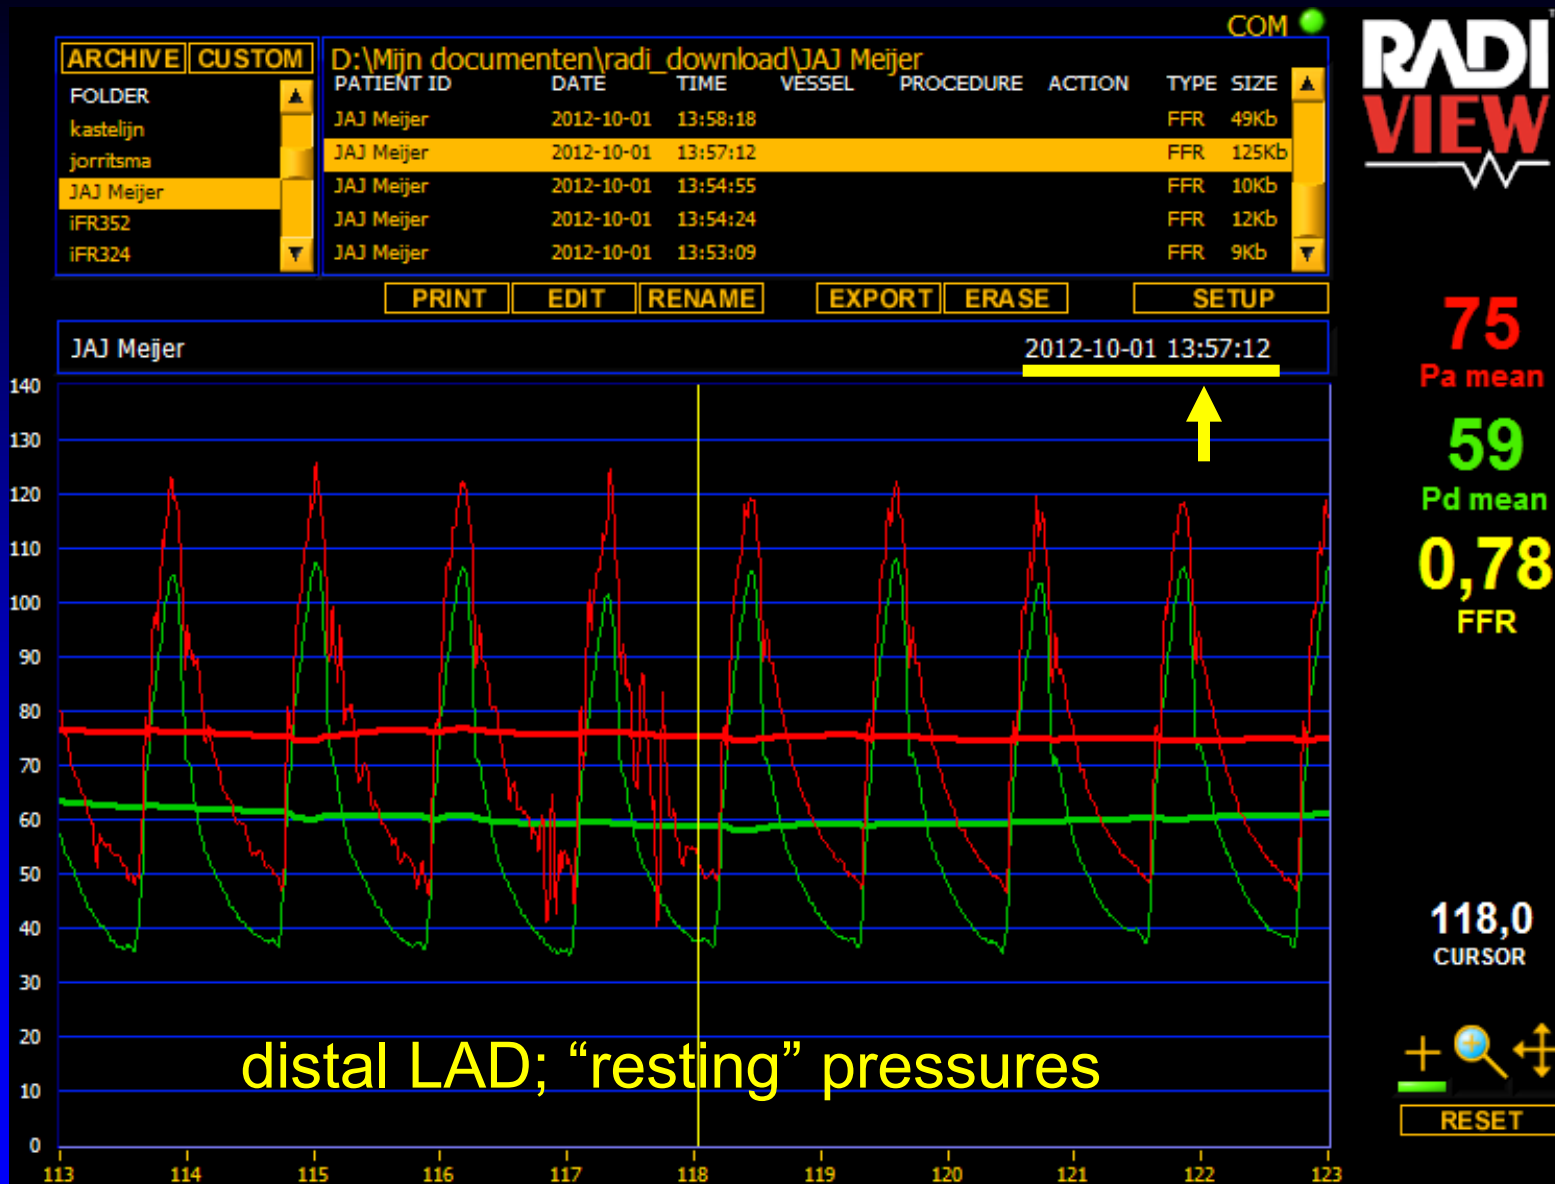 COM
RADI
VIEW
ARCHIVE CUSTOM
FOLDER
kastelijn
jorritsma
JAJ Meijer
iFR352
iFR324
D:\Mijn documenten\radi_download\JAJ Meijer
PATIENT ID DATE TIME VESSEL PROCEDURE ACTION TYPE SIZE
JAJ Meijer 2012-10-01 13:58:18 FFR 49Kb
JAJ Meijer 2012-10-01 13:57:12 FFR 125Kb
JAJ Meijer 2012-10-01 13:54:55 FFR 10Kb
JAJ Meijer 2012-10-01 13:54:24 FFR 12Kb
JAJ Meijer 2012-10-01 13:53:09 FFR 9Kb
PRINT EDIT RENAME EXPORT ERASE SETUP
JAJ Meijer 2012-10-01 13:57:12
75
Pa mean
59
Pd mean
0,78
FFR
118,0
CURSOR
RESET
140
130
120
110
100
90
80
70
60
50
40
30
20
10
0
distal LAD; “resting” pressures
113 114 115 116 117 118 119 120 121 122 123